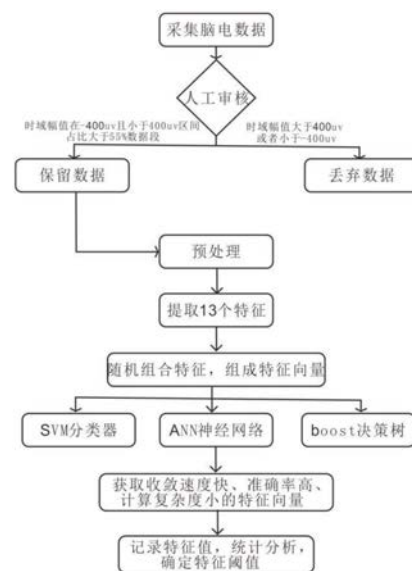 采集脑电数据
人工审核
时域幅值在-400uv且小于400uv区间
占比大于55%数据段
时域幅值大于400uv
或者小于-400uv
保留数据
丢弃数据
预处理
提取13个特征
随机组合特征，组成特征向量
SVM分类器
ANN神经网络
boost决策树
获取收敛速度快、准确率高、
计算复杂度小的特征向量
记录特征值，统计分析，
确定特征阈值